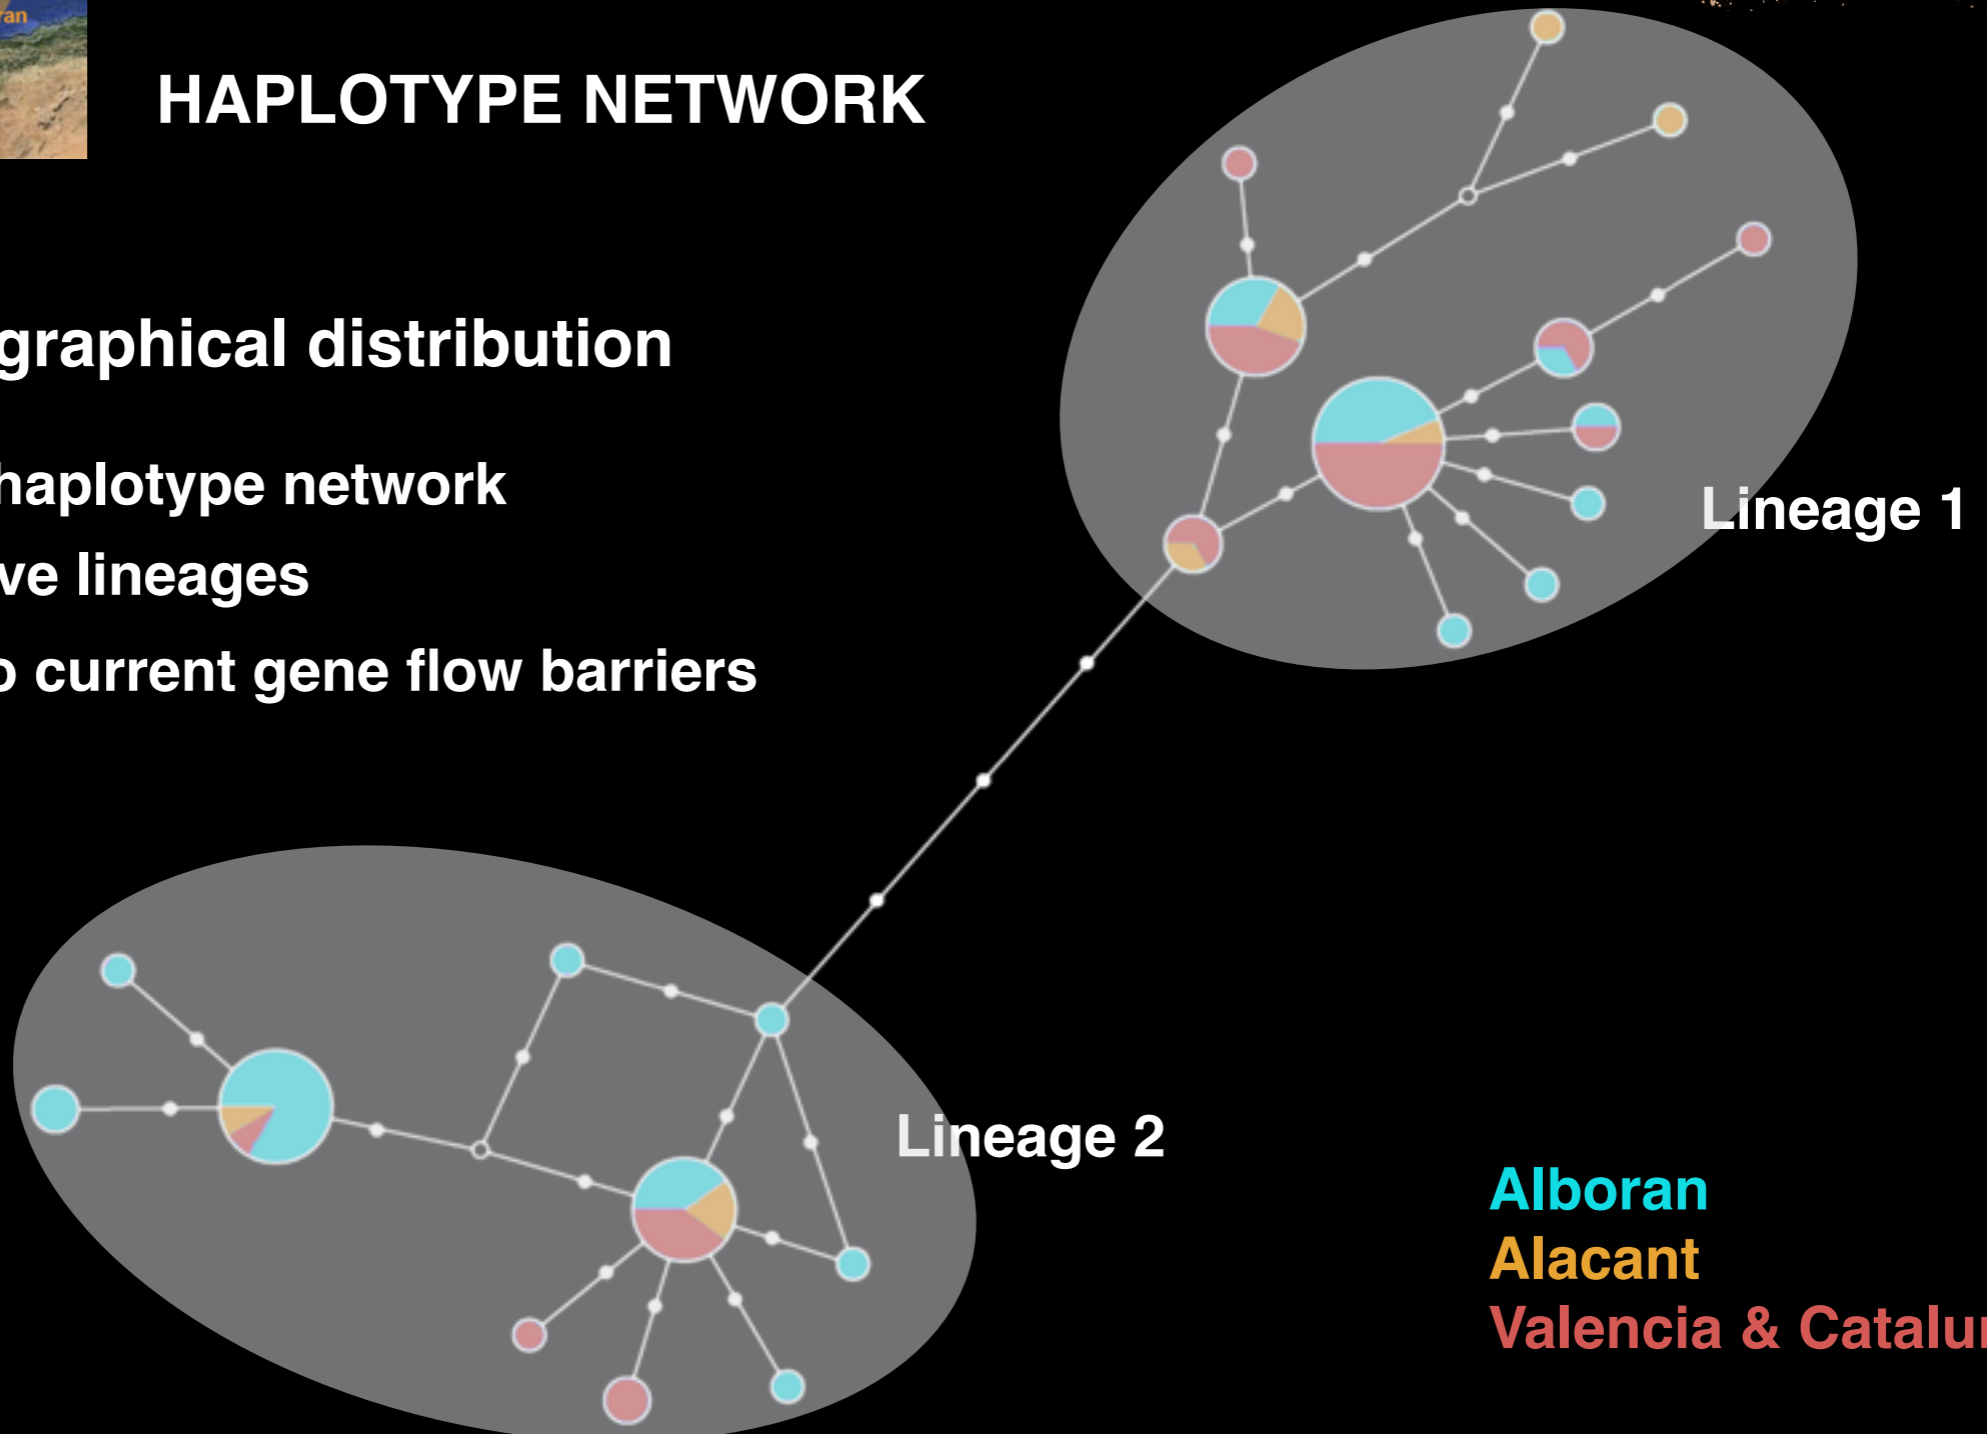 ran
HAPLOTYPE NETWORK
graphical distribution
haplotype network
ve lineages
current gene flow barriers
Lineage 1
Lineage 2
Alboran
Alacant
Valencia & Catalu